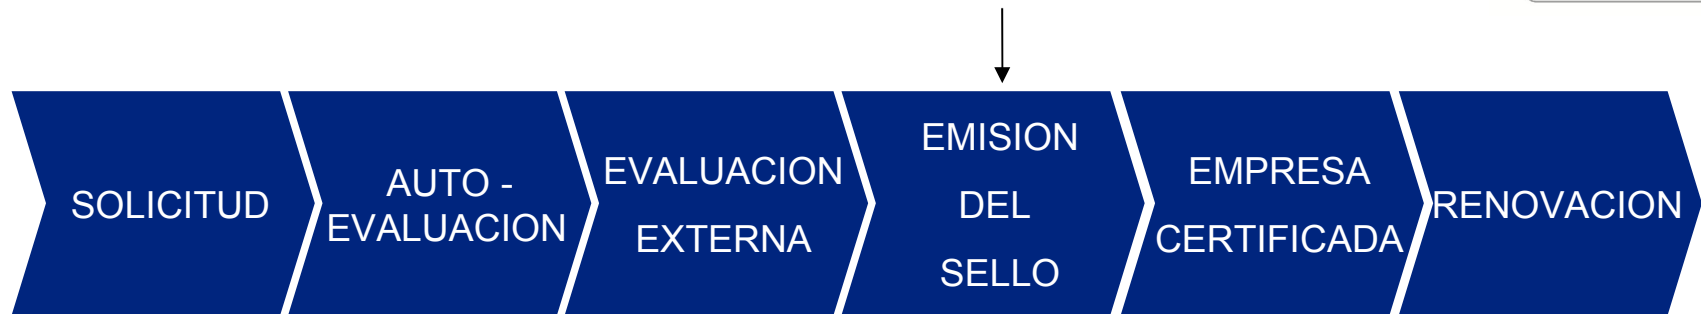 SOLICITUD
AUTO -
EVALUACION
EVALUACION
EXTERNA
EMISION
DEL
SELLO
EMPRESA
CERTIFICADA
RENOVACION